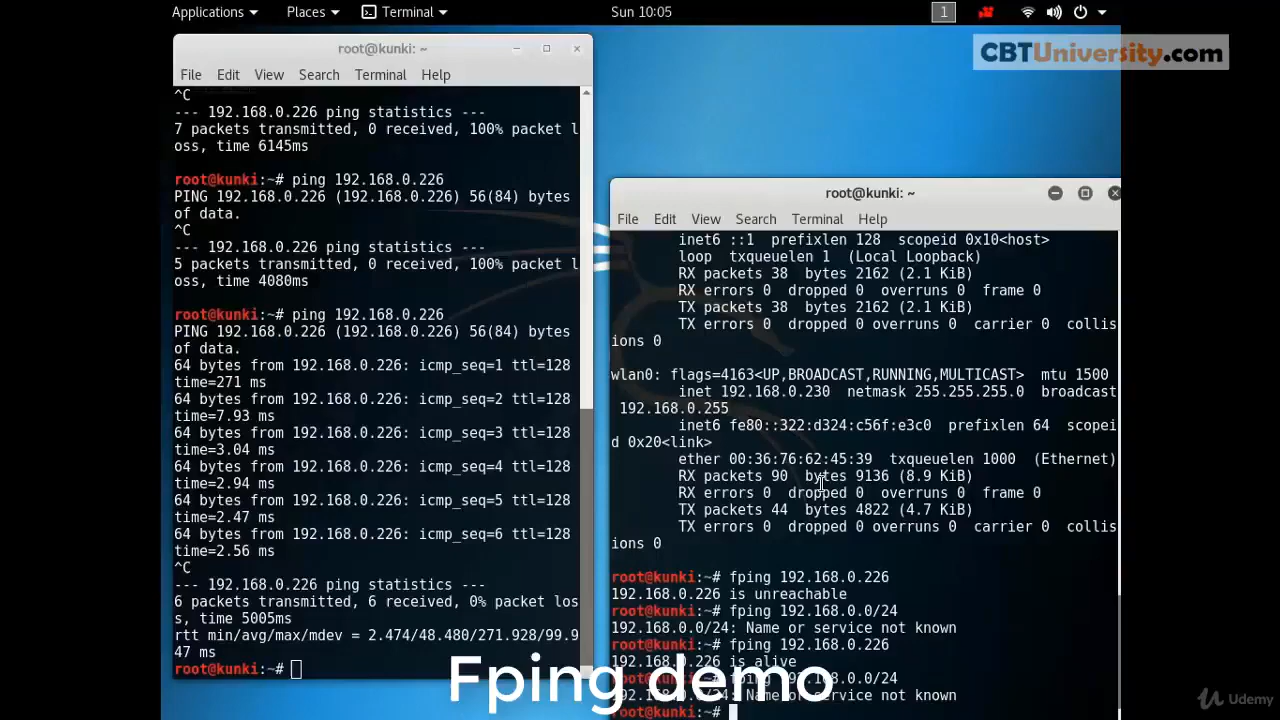 Applications Places Terminal Sun 10:05 1
CBTUniversity.com
root@kunki: ~
File Edit View Search Terminal Help
^C
--- 192.168.0.226 ping statistics ---
7 packets transmitted, 0 received, 100% packet l
oss, time 6145ms
root@kunki:~# ping 192.168.0.226
PING 192.168.0.226 (192.168.0.226) 56(84) bytes
of data.
^C
--- 192.168.0.226 ping statistics ---
5 packets transmitted, 0 received, 100% packet l
oss, time 4080ms
root@kunki:~# ping 192.168.0.226
PING 192.168.0.226 (192.168.0.226) 56(84) bytes
of data.
64 bytes from 192.168.0.226: icmp_seq=1 ttl=128
time=271 ms
64 bytes from 192.168.0.226: icmp_seq=2 ttl=128
time=7.93 ms
64 bytes from 192.168.0.226: icmp_seq=3 ttl=128
time=3.04 ms
64 bytes from 192.168.0.226: icmp_seq=4 ttl=128
time=2.94 ms
64 bytes from 192.168.0.226: icmp_seq=5 ttl=128
time=2.47 ms
64 bytes from 192.168.0.226: icmp_seq=6 ttl=128
time=2.56 ms
^C
--- 192.168.0.226 ping statistics ---
6 packets transmitted, 6 received, 0% packet los
s, time 5005ms
rtt min/avg/max/mdev = 2.474/48.480/271.928/99.9
47 ms
root@kunki:~#
root@kunki: ~
File Edit View Search Terminal Help
inet6 ::1 prefixlen 128 scopeid 0x10<host>
loop txqueuelen 1 (Local Loopback)
RX packets 38 bytes 2162 (2.1 KiB)
RX errors 0 dropped 0 overruns 0 frame 0
TX packets 38 bytes 2162 (2.1 KiB)
TX errors 0 dropped 0 overruns 0 carrier 0 collis
ions 0
wlan0: flags=4163<UP,BROADCAST,RUNNING,MULTICAST> mtu 1500
inet 192.168.0.230 netmask 255.255.255.0 broadcast
192.168.0.255
inet6 fe80::322:d324:c56f:e3c0 prefixlen 64 scopei
d 0x20<link>
ether 00:36:76:62:45:39 txqueuelen 1000 (Ethernet)
RX packets 90 bytes 9136 (8.9 KiB)
RX errors 0 dropped 0 overruns 0 frame 0
TX packets 44 bytes 4822 (4.7 KiB)
TX errors 0 dropped 0 overruns 0 carrier 0 collis
ions 0
root@kunki:~# fping 192.168.0.226
192.168.0.226 is unreachable
root@kunki:~# fping 192.168.0.0/24
192.168.0.0/24: Name or service not known
root@kunki:~# fping 192.168.0.226
192.168.0.226 is alive
root@kunki:~# fping 192.168.0.0/24
192.168.0.0/24: Name or service not known
root@kunki:~#
Fping demo
Udemy